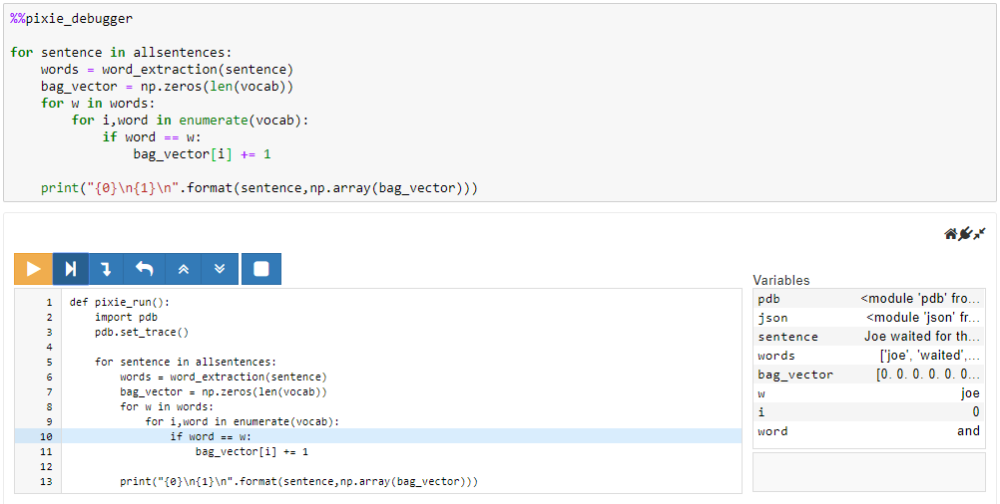 %%pixie_debugger
for sentence in allsentences:
    words = word_extraction(sentence)
    bag_vector = np.zeros(len(vocab))
    for w in words:
        for i,word in enumerate(vocab):
            if word == w:
                bag_vector[i] += 1
    print("{0}\n{1}\n".format(sentence,np.array(bag_vector)))
1 def pixie_run():
2     import pdb
3     pdb.set_trace()
4
5     for sentence in allsentences:
6         words = word_extraction(sentence)
7         bag_vector = np.zeros(len(vocab))
8         for w in words:
9             for i,word in enumerate(vocab):
10                 if word == w:
11                     bag_vector[i] += 1
12
13         print("{0}\n{1}\n".format(sentence,np.array(bag_vector)))
Variables
pdb <module 'pdb' fro...
json <module 'json' fr...
sentence Joe waited for th...
words ['joe', 'waited',...
bag_vector [0. 0. 0. 0. 0. 0...
w joe
i 0
word and